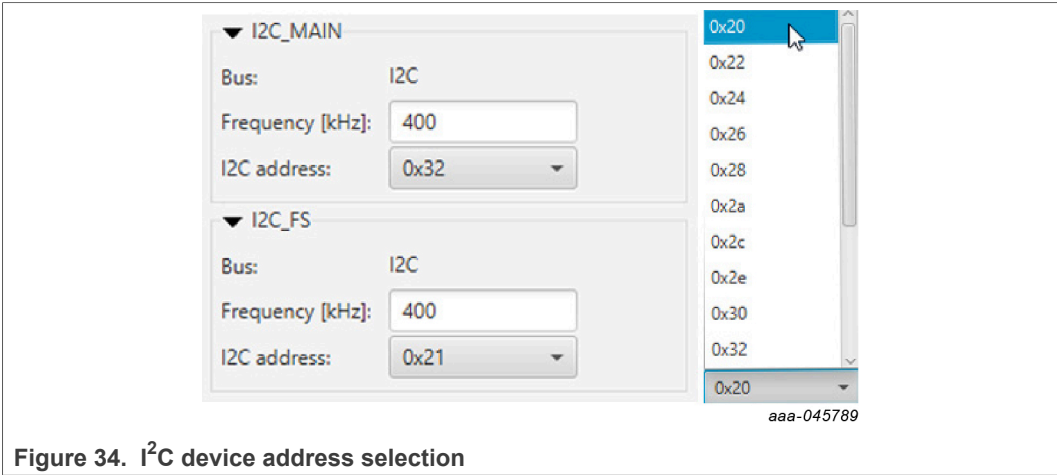 I2C_MAIN
Bus: I2C
Frequency [kHz]: 400
I2C address: 0x32
I2C_FS
Bus: I2C
Frequency [kHz]: 400
I2C address: 0x21
0x20
0x22
0x24
0x26
0x28
0x2a
0x2c
0x2e
0x30
0x32
0x20
aaa-045789
Figure 34. I²C device address selection